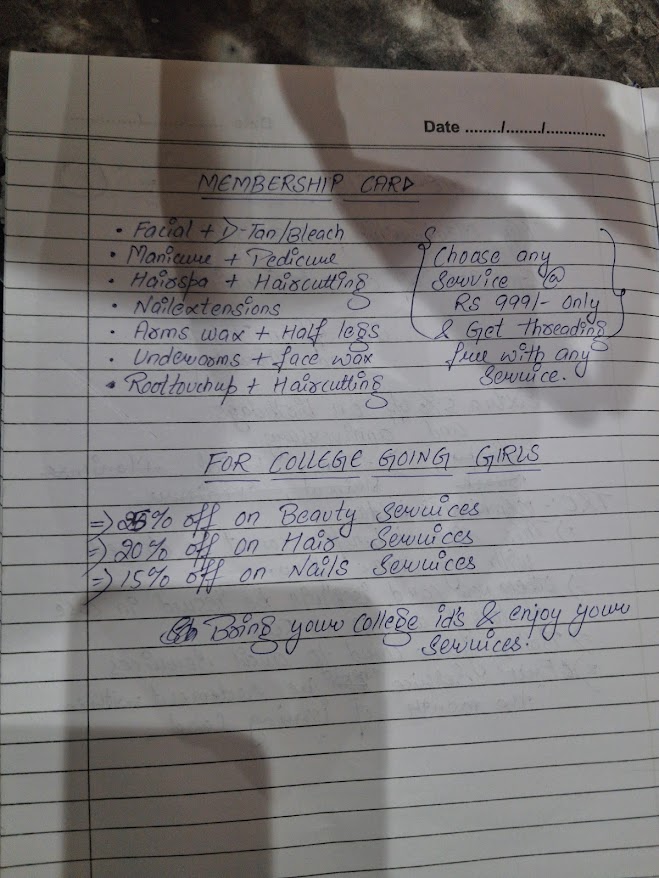 Date ......../......../..............
MEMBERSHIP CARD
• Facial + D-Tan/Bleach
• Manicure + Pedicure
• Hairspa + Haircutting
• Nailextensions
• Arms wax + Half legs
• Underarms + face wax
• Roottouchup + Haircutting
Choose any
Service @
RS 999/- Only
& Get threading
free with any
Service.
FOR COLLEGE GOING GIRLS
=> 25% off on Beauty Services
=> 20% off on Hair Services
=> 15% off on Nails Services
Bring your college id's & enjoy your
Services.